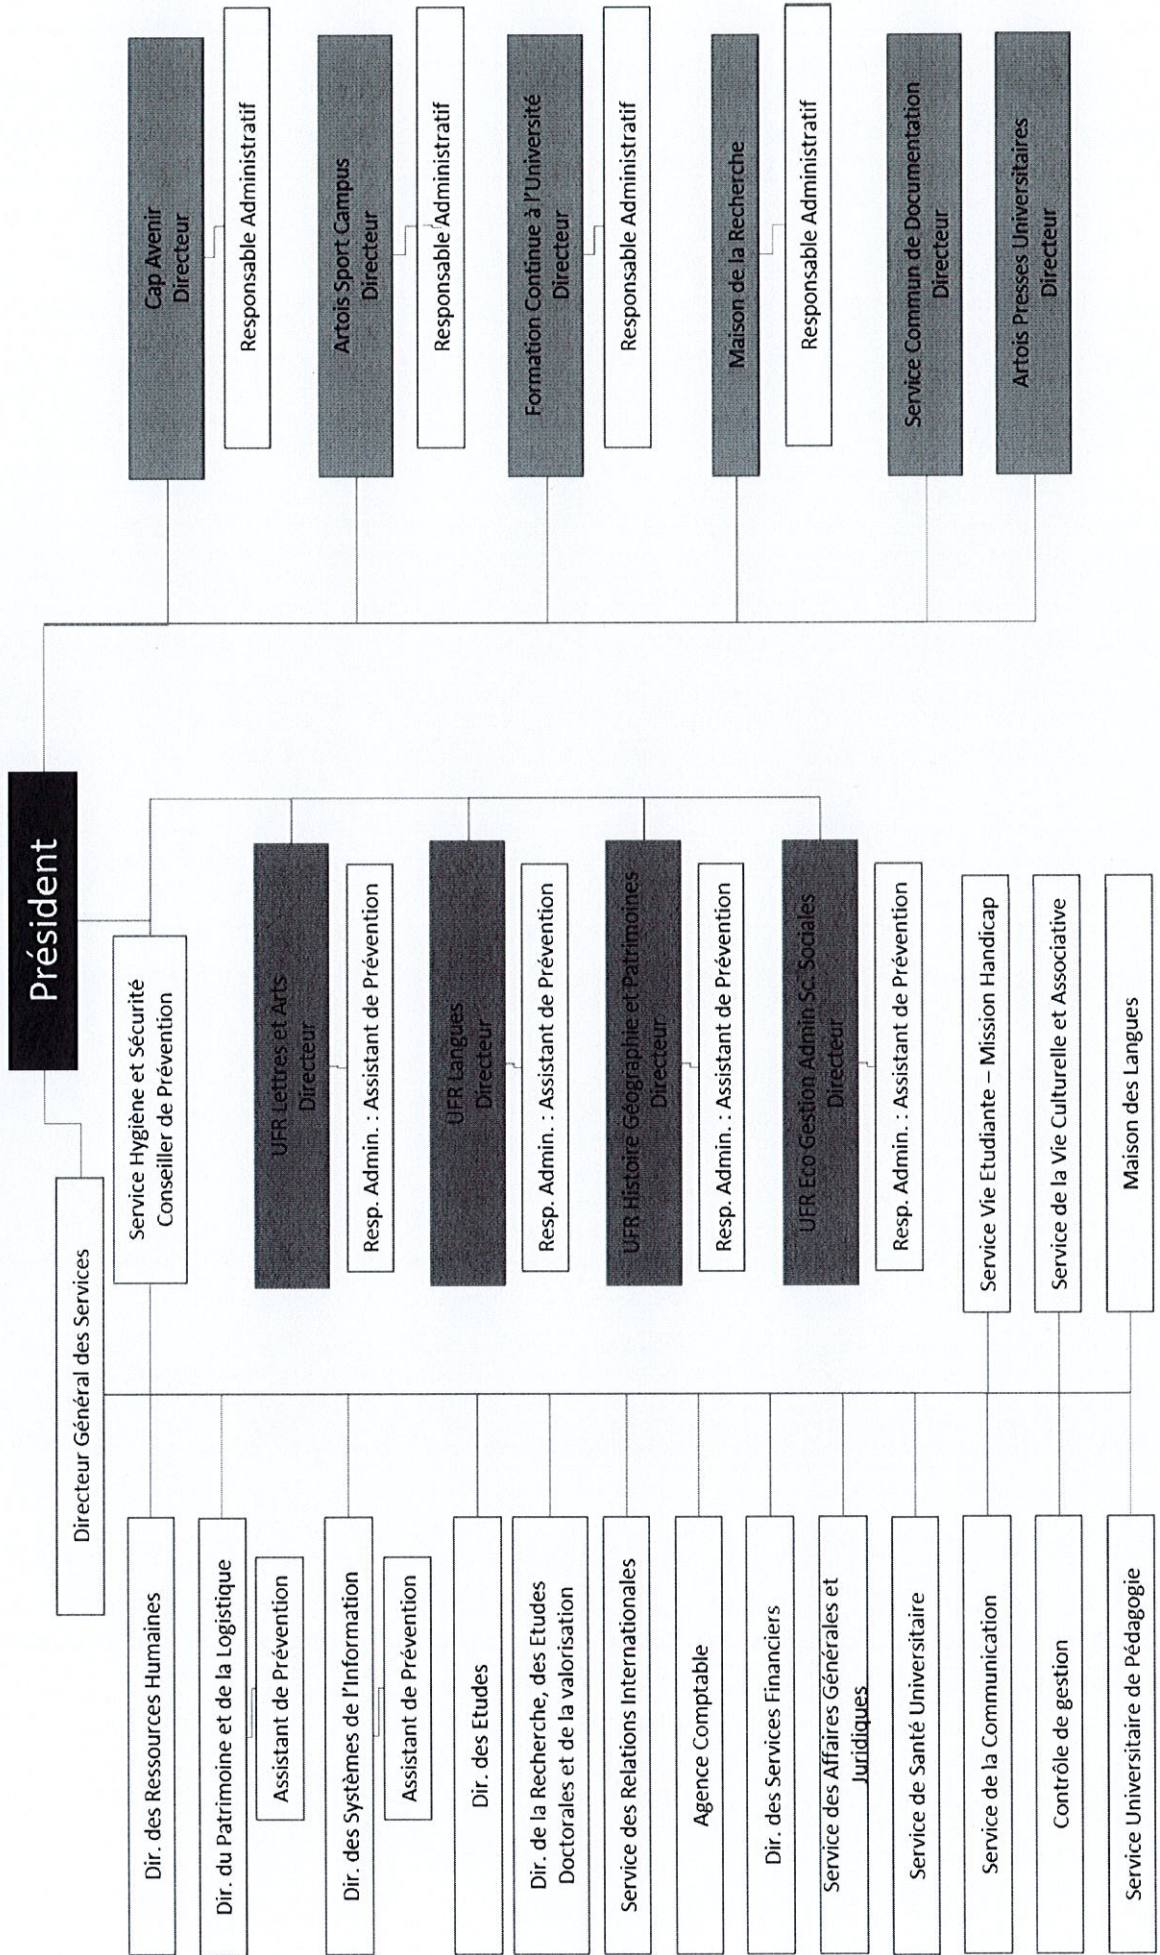 Président
Directeur Général des Services
Service Hygiène et Sécurité
Conseiller de Prévention
Dir. des Ressources Humaines
Dir. du Patrimoine et de la Logistique
Assistant de Prévention
Dir. des Systèmes de l'Information
Assistant de Prévention
Dir. des Etudes
Dir. de la Recherche, des Etudes
Doctorales et de la valorisation
Service des Relations Internationales
Agence Comptable
Dir. des Services Financiers
Service des Affaires Générales et
Juridiques
Service de Santé Universitaire
Service de la Communication
Contrôle de gestion
Service Universitaire de Pédagogie
UFR Lettres et Arts
Directeur
Resp. Admin. : Assistant de Prévention
UFR Langues
Directeur
Resp. Admin. : Assistant de Prévention
UFR Histoire Géographie et Patrimoines
Directeur
Resp. Admin. : Assistant de Prévention
UFR Eco Gestion Admin Sc. Sociales
Directeur
Resp. Admin. : Assistant de Prévention
Service Vie Etudiante – Mission Handicap
Service de la Vie Culturelle et Associative
Maison des Langues
Cap Avenir
Directeur
Responsable Administratif
Artois Sport Campus
Directeur
Responsable Administratif
Formation Continue à l'Université
Directeur
Responsable Administratif
Maison de la Recherche
Responsable Administratif
Service Commun de Documentation
Directeur
Artois Presses Universitaires
Directeur